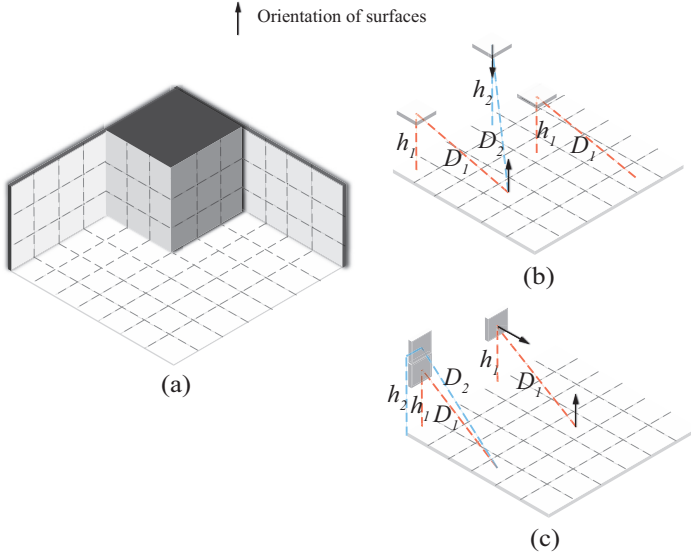 Orientation of surfaces
h1
h2
D1
D2
h1
D1
(b)
(a)
h1
D1
D2
h2
h1
D1
(c)